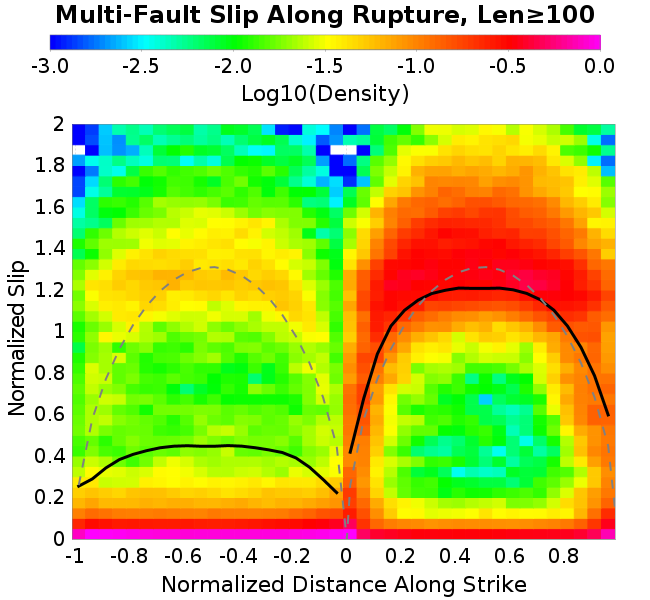 Multi-Fault Slip Along Rupture, Len≥100
-3.0 -2.5 -2.0 -1.5 -1.0 -0.5 0.0
Log10(Density)
2
1.8
1.6
1.4
1.2
1
0.8
0.6
0.4
0.2
0
Normalized Slip
-1 -0.8 -0.6 -0.4 -0.2 0 0.2 0.4 0.6 0.8
Normalized Distance Along Strike